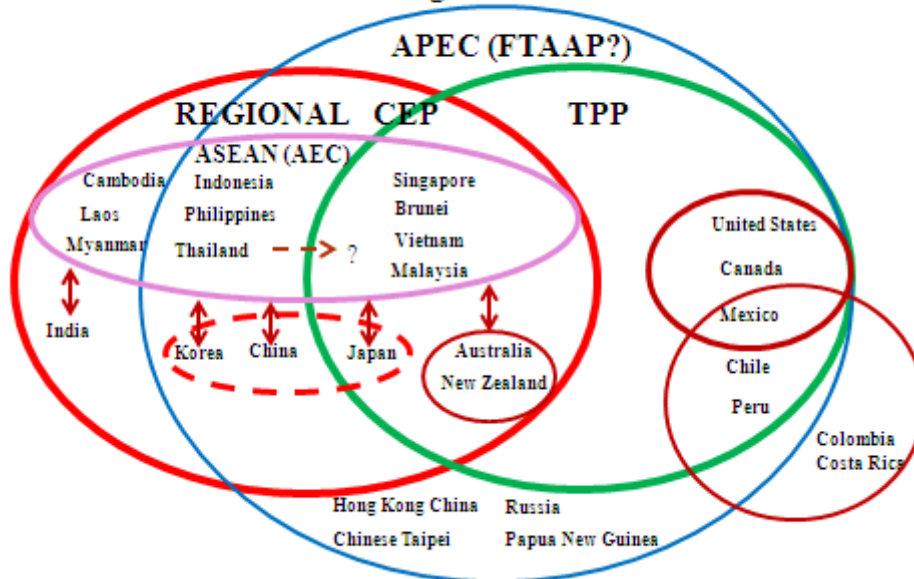 APEC (FTAAP?)
REGIONAL CEP TPP
ASEAN (AEC)
Cambodia Indonesia Singapore
Laos Philippines Brunei
Myanmar Thailand ? Vietnam
Malaysia
United States
Canada
Mexico
India Korea China Japan Australia
New Zealand
Chile
Peru
Colombia
Costa Rica
Hong Kong China Russia
Chinese Taipei Papua New Guinea